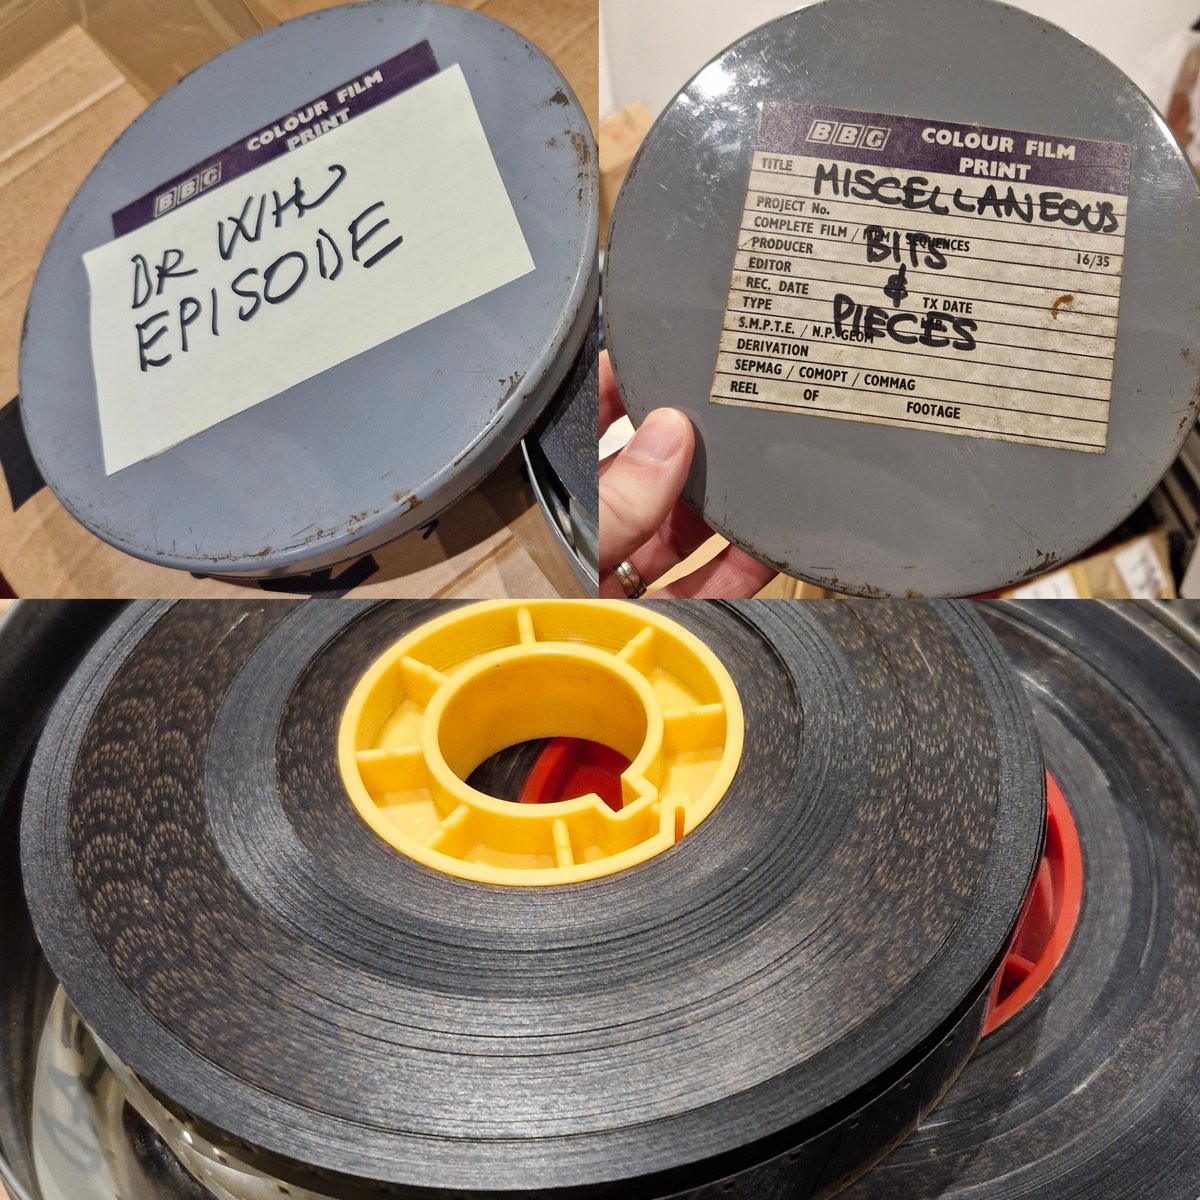 BBC COLOUR FILM
PRINT
DR WHO
EPISODE
BBC COLOUR FILM
PRINT
TITLE MISCELLANEOUS
PROJECT No.
COMPLETE FILM / SEQUENCES 16/35
BITS
PRODUCER
EDITOR &
REC. DATE TX DATE
TYPE PIECES
S.M.P.T.E. / N.P. GEOM
DERIVATION
SEPMAG / COMOPT / COMMAG
REEL OF FOOTAGE